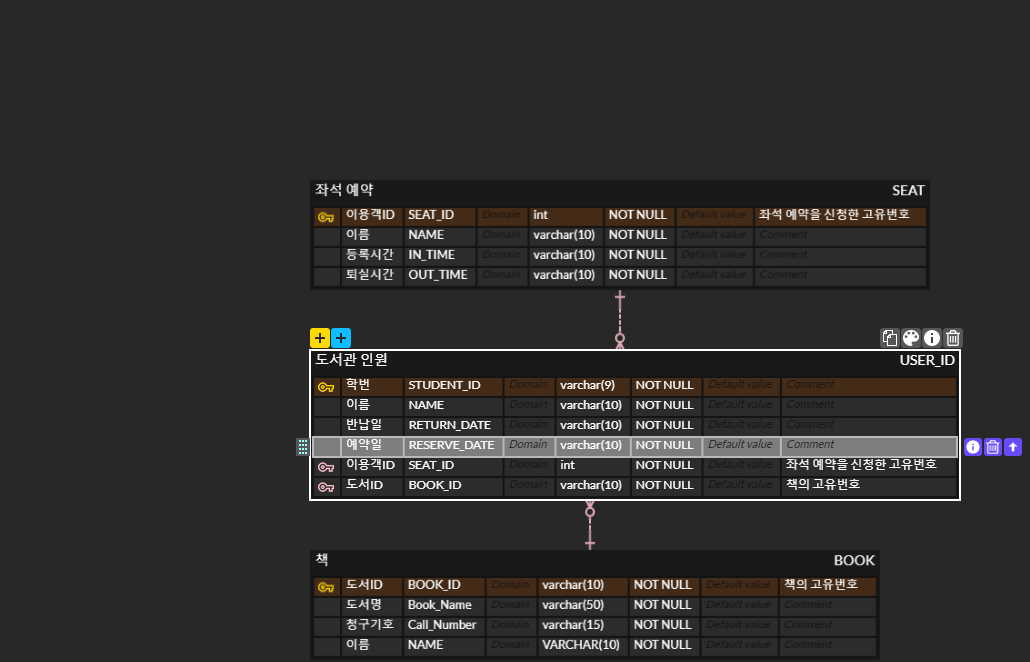 좌석 예약 SEAT
이용객ID SEAT_ID Domain int NOT NULL Default value 좌석 예약을 신청한 고유번호
이름 NAME Domain varchar(10) NOT NULL Default value Comment
등록시간 IN_TIME Domain varchar(10) NOT NULL Default value Comment
퇴실시간 OUT_TIME Domain varchar(10) NOT NULL Default value Comment
도서관 인원 USER_ID
학번 STUDENT_ID Domain varchar(9) NOT NULL Default value Comment
이름 NAME Domain varchar(10) NOT NULL Default value Comment
반납일 RETURN_DATE Domain varchar(10) NOT NULL Default value Comment
예약일 RESERVE_DATE Domain varchar(10) NOT NULL Default value Comment
이용객ID SEAT_ID Domain int NOT NULL Default value 좌석 예약을 신청한 고유번호
도서ID BOOK_ID Domain varchar(10) NOT NULL Default value 책의 고유번호
책 BOOK
도서ID BOOK_ID Domain varchar(10) NOT NULL Default value 책의 고유번호
도서명 Book_Name Domain varchar(50) NOT NULL Default value Comment
청구기호 Call_Number Domain varchar(15) NOT NULL Default value Comment
이름 NAME Domain VARCHAR(10) NOT NULL Default value Comment